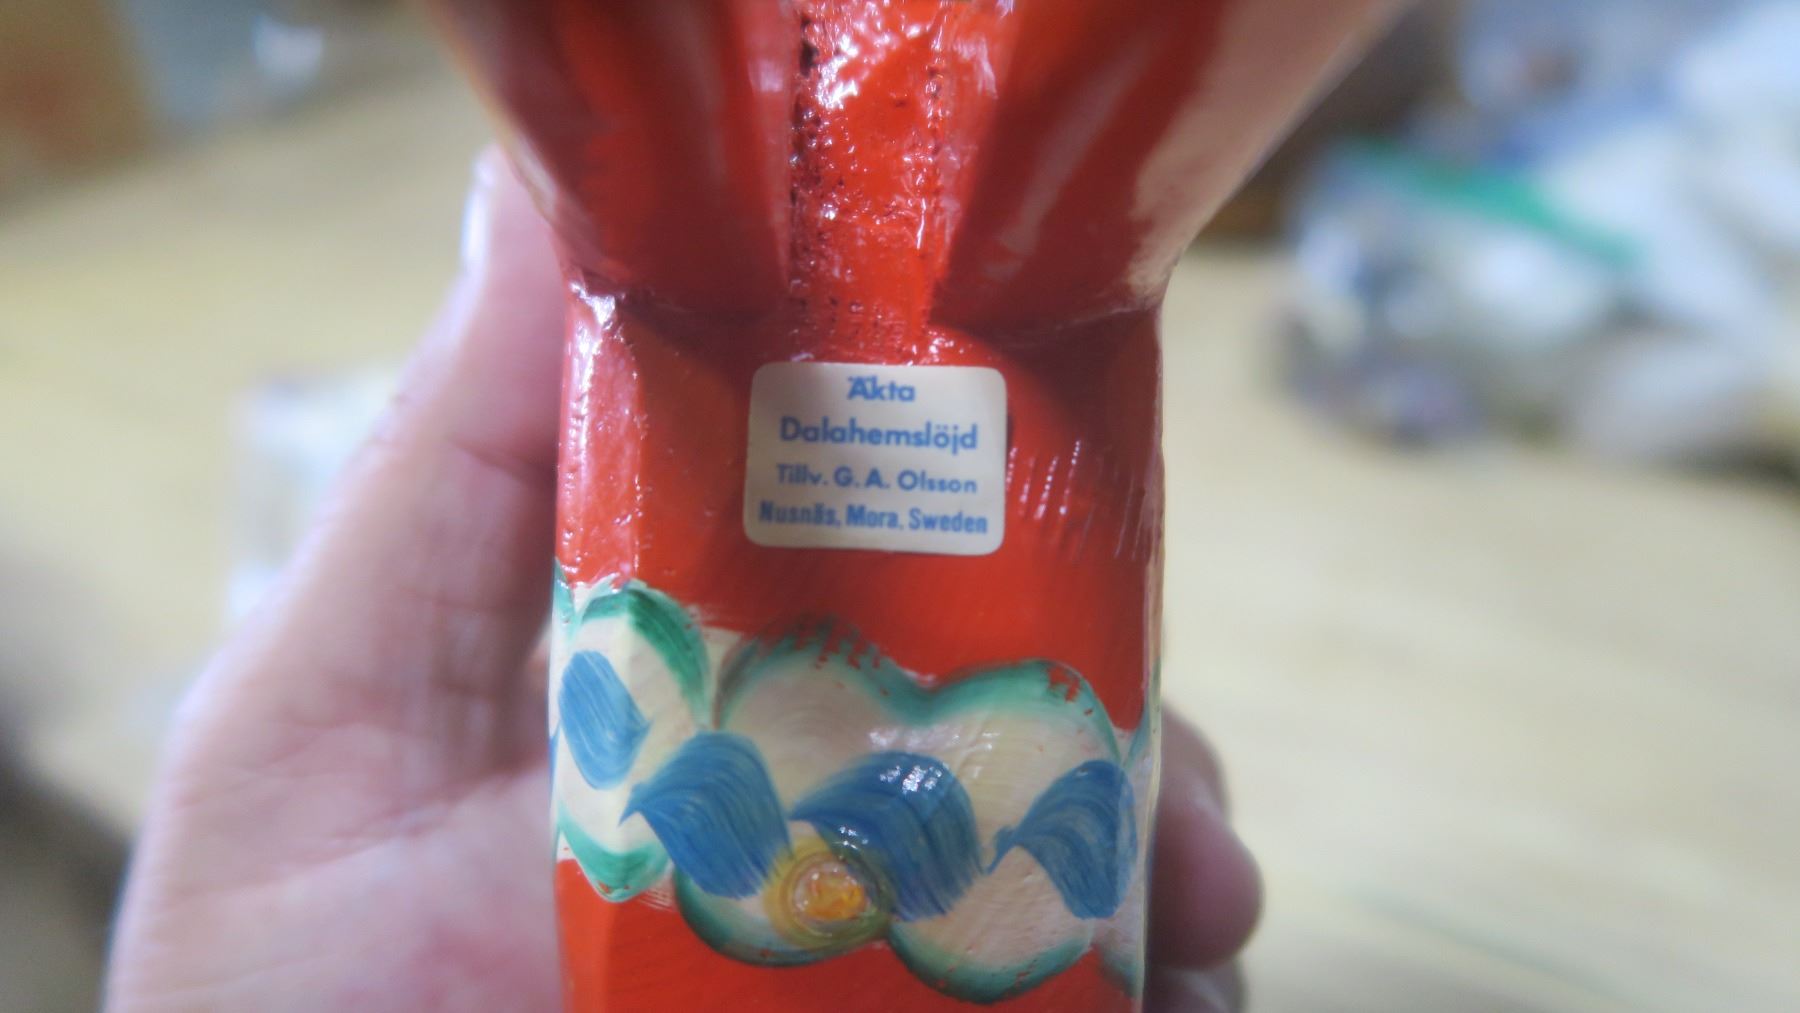 Äkta
Dalahemslöjd
Tillv. G. A. Olsson
Nusnäs, Mora, Sweden